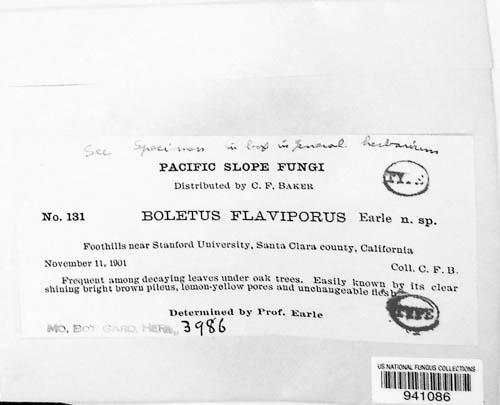 See Specimen in box in general herbarium
PACIFIC SLOPE FUNGI
Distributed by C. F. BAKER
TYPE
No. 131 BOLETUS FLAVIPORUS Earle n. sp.
Foothills near Stanford University, Santa Clara county, California
November 11, 1901 Coll. C. F. B.
Frequent among decaying leaves under oak trees. Easily known by its clear
shining bright brown pileus, lemon-yellow pores and unchangeable flesh
Determined by Prof. Earle
TYPE
MO. BOT. GARD. HERB. 3986
US NATIONAL FUNGUS COLLECTIONS
941086